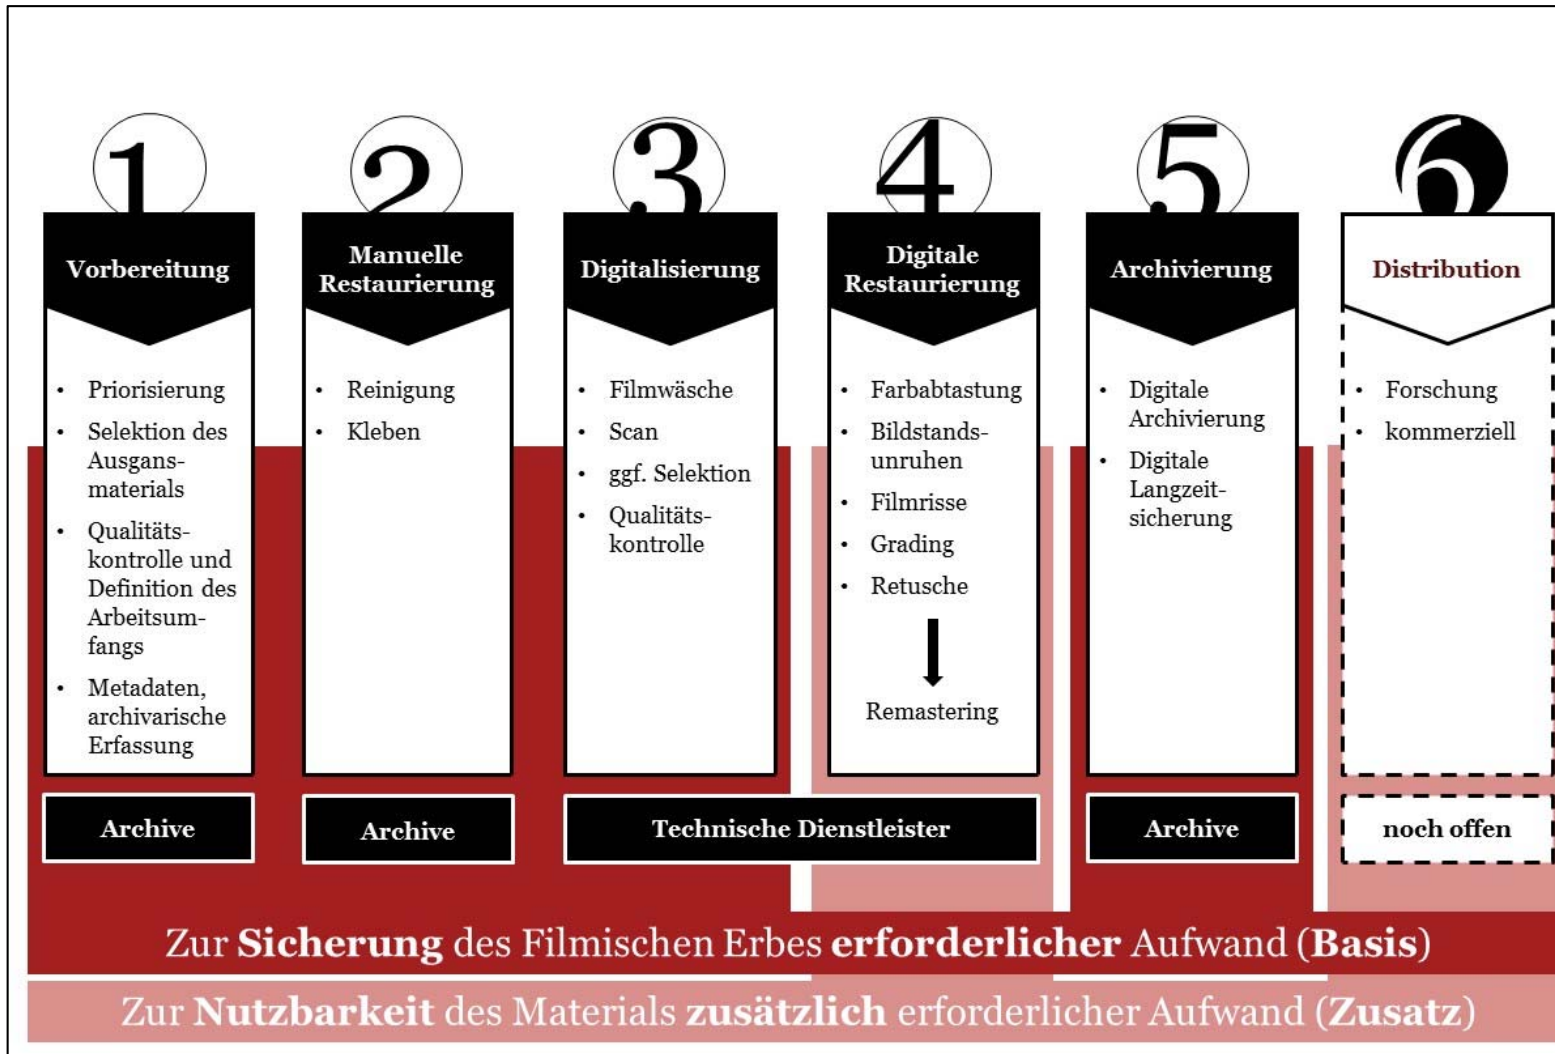 1
Vorbereitung
• Priorisierung
• Selektion des
Ausgans-
materials
• Qualitäts-
kontrolle und
Definition des
Arbeitsum-
fangs
• Metadaten,
archivarische
Erfassung
Archive
2
Manuelle
Restaurierung
• Reinigung
• Kleben
Archive
3
Digitalisierung
• Filmwäsche
• Scan
• ggf. Selektion
• Qualitäts-
kontrolle
4
Digitale
Restaurierung
• Farbabtastung
• Bildstands-
unruhen
• Filmrisse
• Grading
• Retusche
Remastering
Technische Dienstleister
5
Archivierung
• Digitale
Archivierung
• Digitale
Langzeit-
sicherung
Archive
6
Distribution
• Forschung
• kommerziell
noch offen
Zur Sicherung des Filmischen Erbes erforderlicher Aufwand (Basis)
Zur Nutzbarkeit des Materials zusätzlich erforderlicher Aufwand (Zusatz)